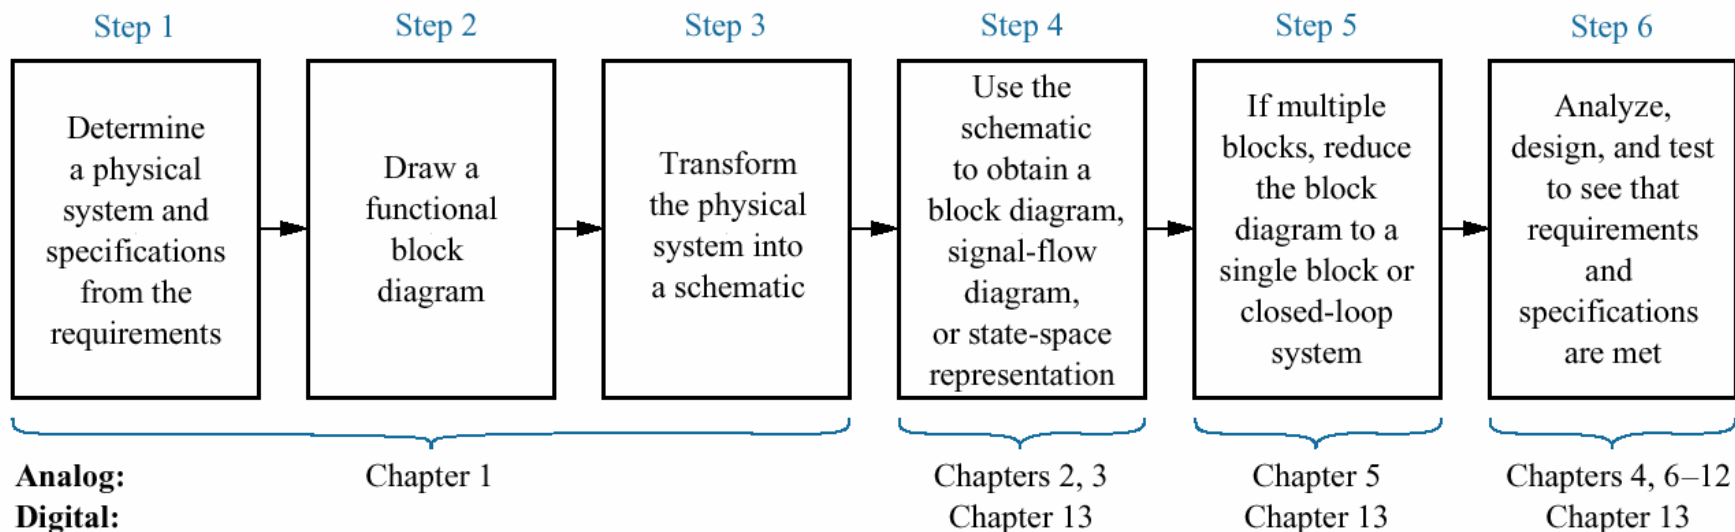 Step 1
Step 2
Step 3
Step 4
Step 5
Step 6
Determine
a physical
system and
specifications
from the
requirements
Draw a
functional
block
diagram
Transform
the physical
system into
a schematic
Use the
schematic
to obtain a
block diagram,
signal-flow
diagram,
or state-space
representation
If multiple
blocks, reduce
the block
diagram to a
single block or
closed-loop
system
Analyze,
design, and test
to see that
requirements
and
specifications
are met
Analog:
Chapter 1
Chapters 2, 3
Chapter 5
Chapters 4, 6–12
Digital:
Chapter 13
Chapter 13
Chapter 13